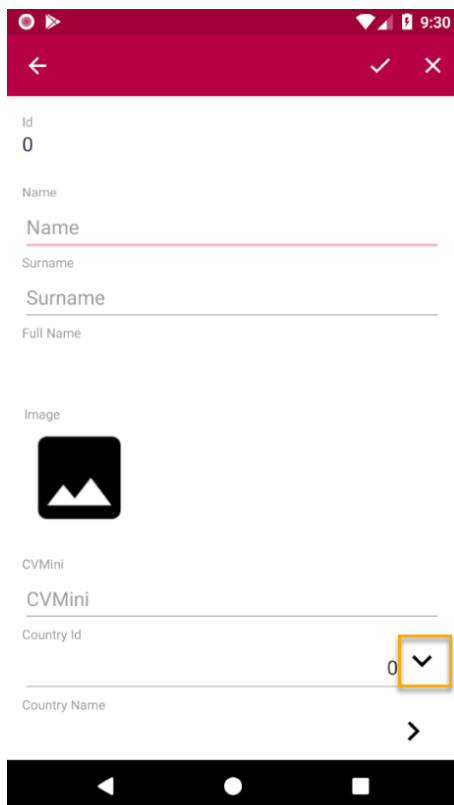 9:30
Id
0
Name
Name
Surname
Surname
Full Name
Image
CVMini
CVMini
Country Id
0
Country Name